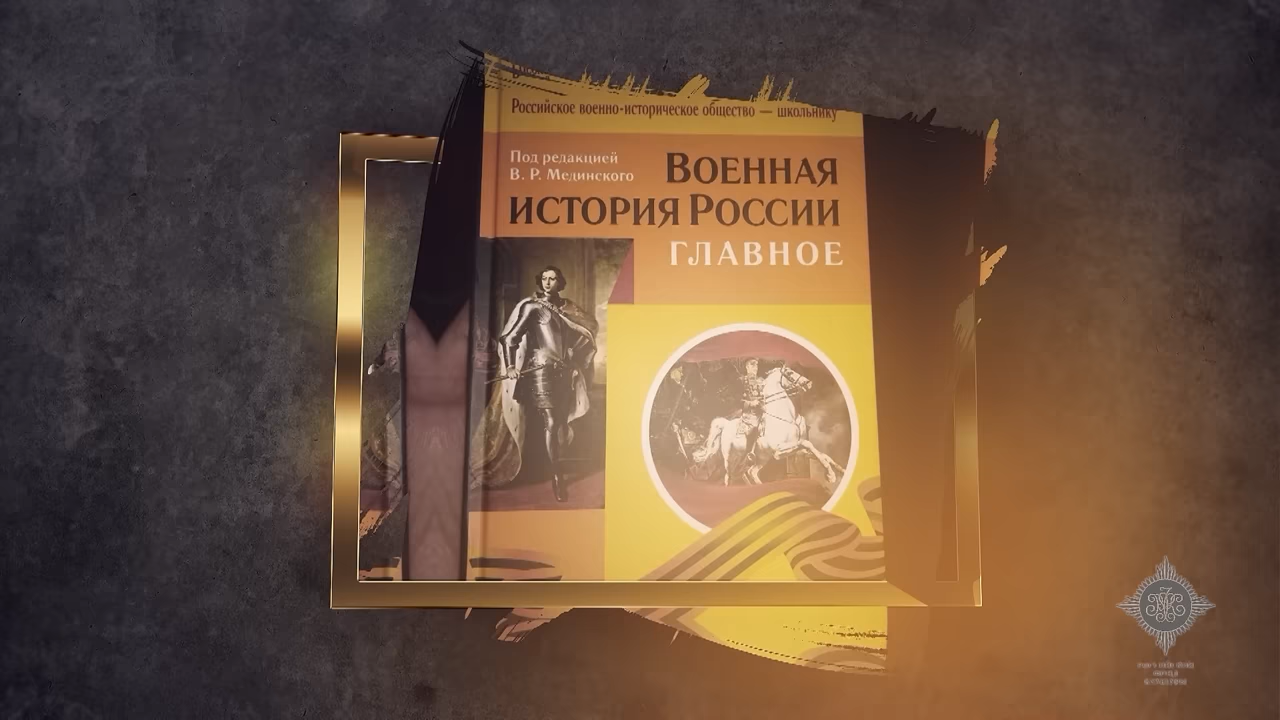 Российское военно-историческое общество — школьнику
Под редакцией
В. Р. Мединского
Военная
история России
главное